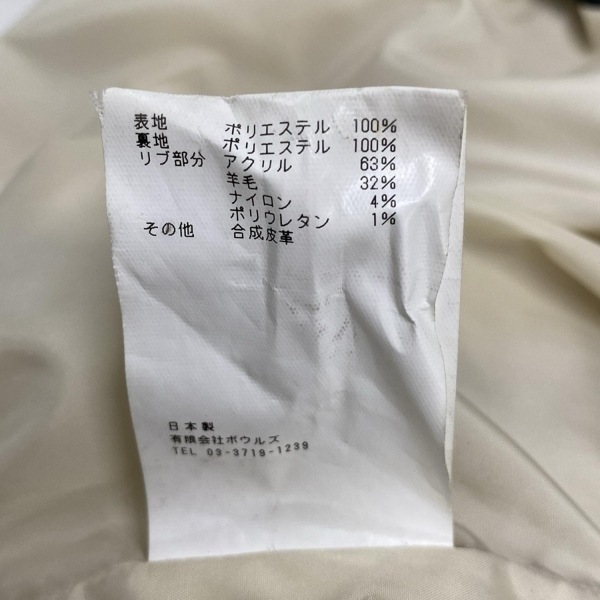 表地 ポリエステル 100%
裏地 ポリエステル 100%
リブ部分 アクリル 63%
羊毛 32%
ナイロン 4%
ポリウレタン 1%
その他 合成皮革
日本製
有限会社ボウルズ
TEL 03-3719-1239